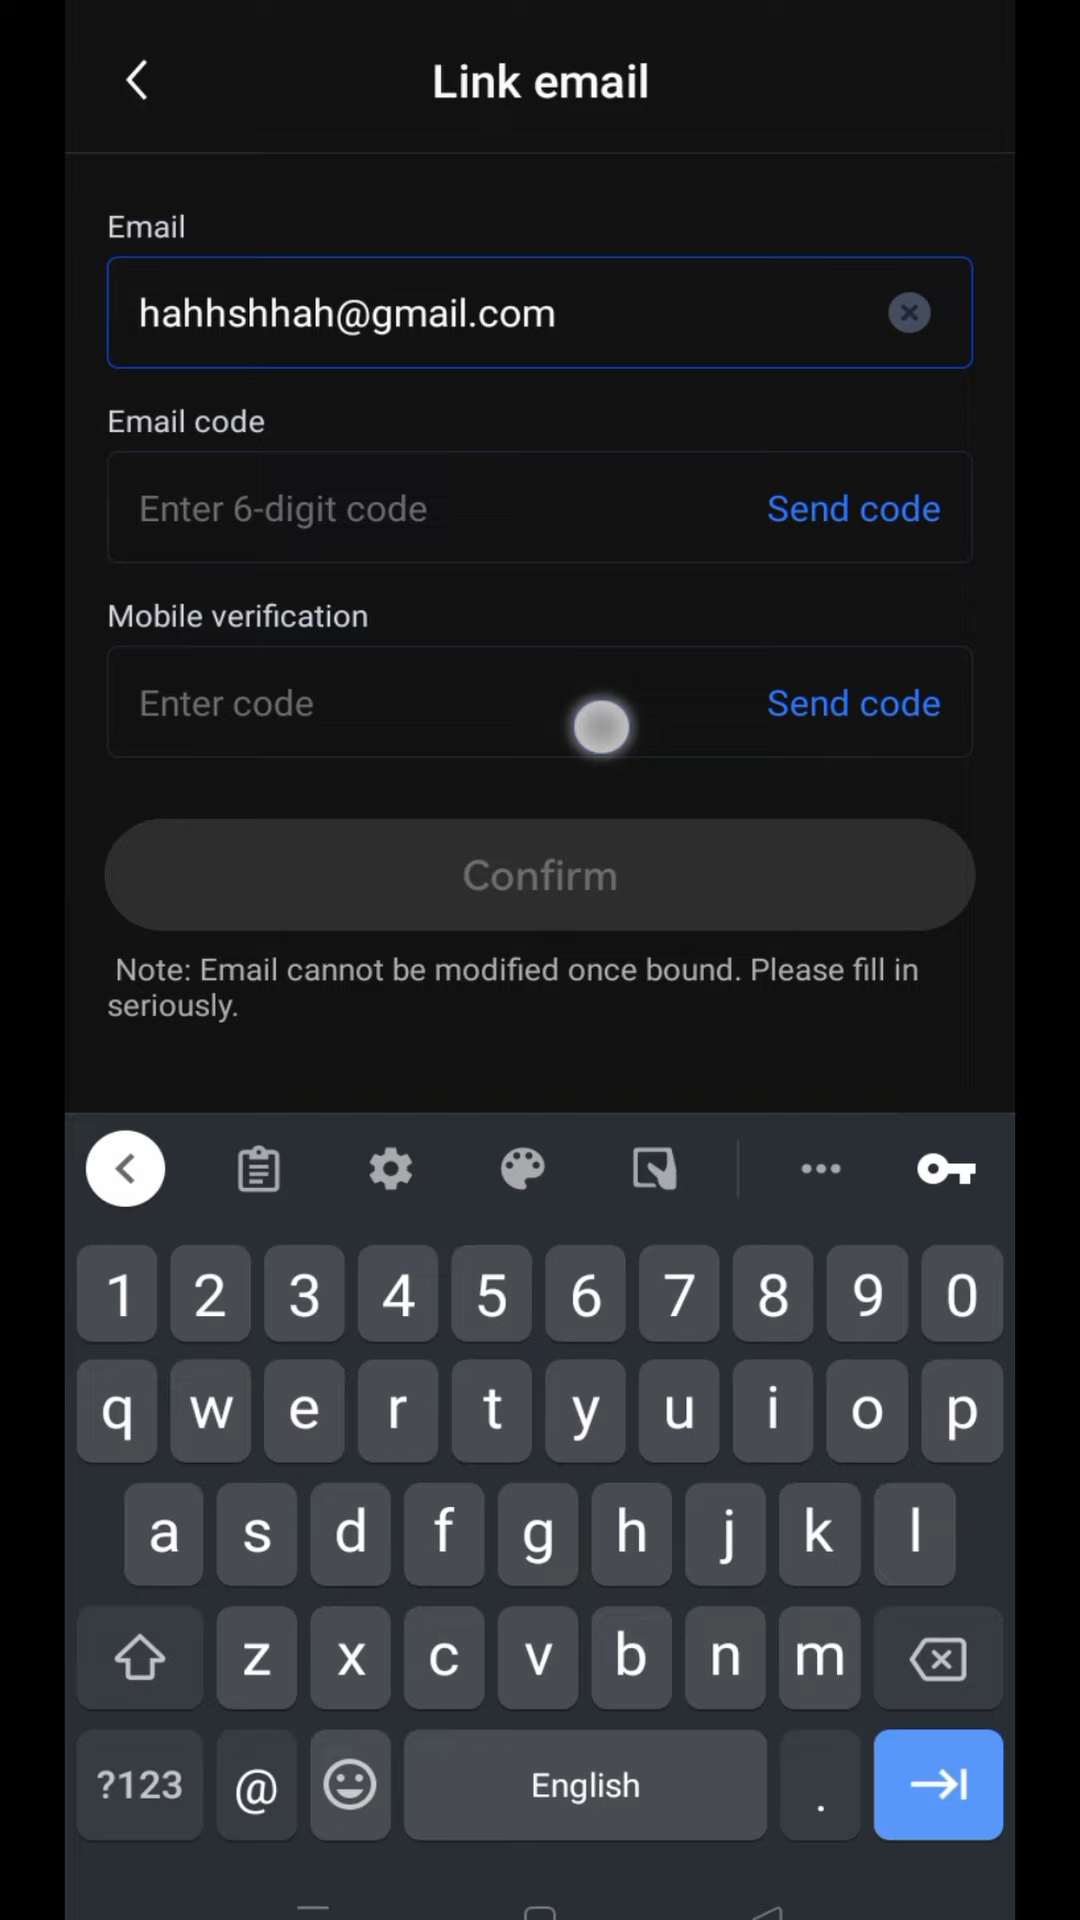 Link email
Email
hahhshhah@gmail.com
Email code
Enter 6-digit code Send code
Mobile verification
Enter code Send code
Confirm
Note: Email cannot be modified once bound. Please fill in
seriously.
1 2 3 4 5 6 7 8 9 0
q w e r t y u i o p
a s d f g h j k l
z x c v b n m
?123 @ English .